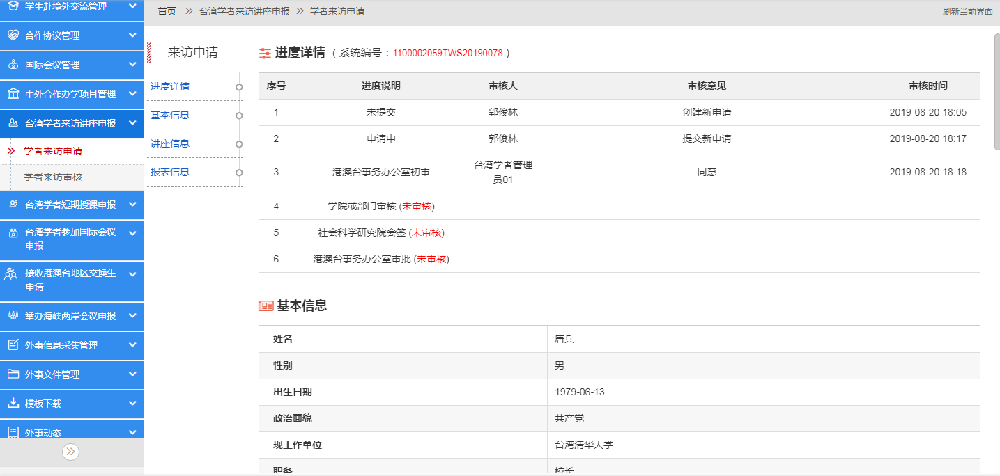 首页 台湾学者来访讲座申报 学者来访申请 刷新当前界面
学生赴境外交流管理
合作协议管理
国际会议管理
中外合作办学项目管理
台湾学者来访讲座申报
学者来访申请
学者来访审核
台湾学者短期授课申报
台湾学者参加国际会议
申报
接收港澳台地区交换生
申请
举办海峡两岸会议申报
外事信息采集管理
外事文件管理
模板下载
外事动态
来访申请
进度详情
基本信息
讲座信息
报表信息
进度详情 ( 系统编号：1100002059TWS20190078 )
序号 进度说明 审核人 审核意见 审核时间
1 未提交 郭俊林 创建新申请 2019-08-20 18:05
2 申请中 郭俊林 提交新申请 2019-08-20 18:17
3 港澳台事务办公室初审 台湾学者管理 同意 2019-08-20 18:18
员01
4 学院或部门审核 (未审核)
5 社会科学研究院会签 (未审核)
6 港澳台事务办公室审批 (未审核)
基本信息
姓名 唐兵
性别 男
出生日期 1979-06-13
政治面貌 共产党
现工作单位 台湾清华大学
职务 校长